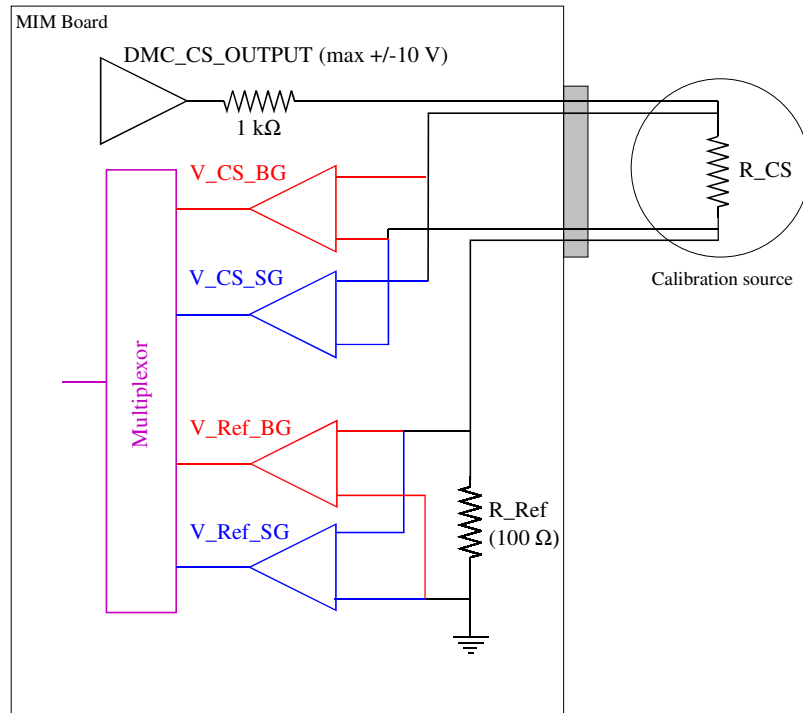 MIM Board
DMC_CS_OUTPUT (max +/-10 V)
1 kΩ
V_CS_BG
R_CS
V_CS_SG
Calibration source
Multiplexor
V_Ref_BG
R_Ref
(100 Ω)
V_Ref_SG